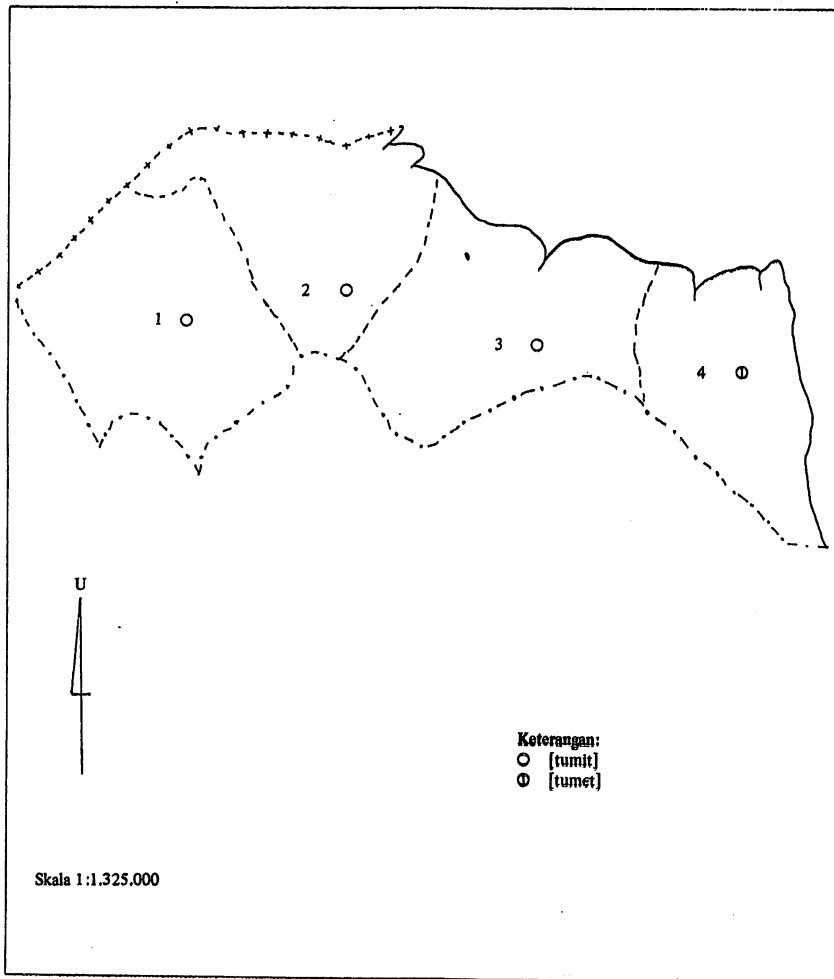 1
2
3
4
U
Keterangan:
[tumit]
[tumet]
Skala 1:1.325.000